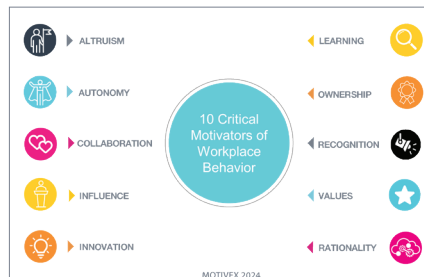 ALTRUISM
AUTONOMY
COLLABORATION
INFLUENCE
INNOVATION
10 Critical
Motivators of
Workplace
Behavior
LEARNING
OWNERSHIP
RECOGNITION
VALUES
RATIONALITY
MOTIVEX 2024